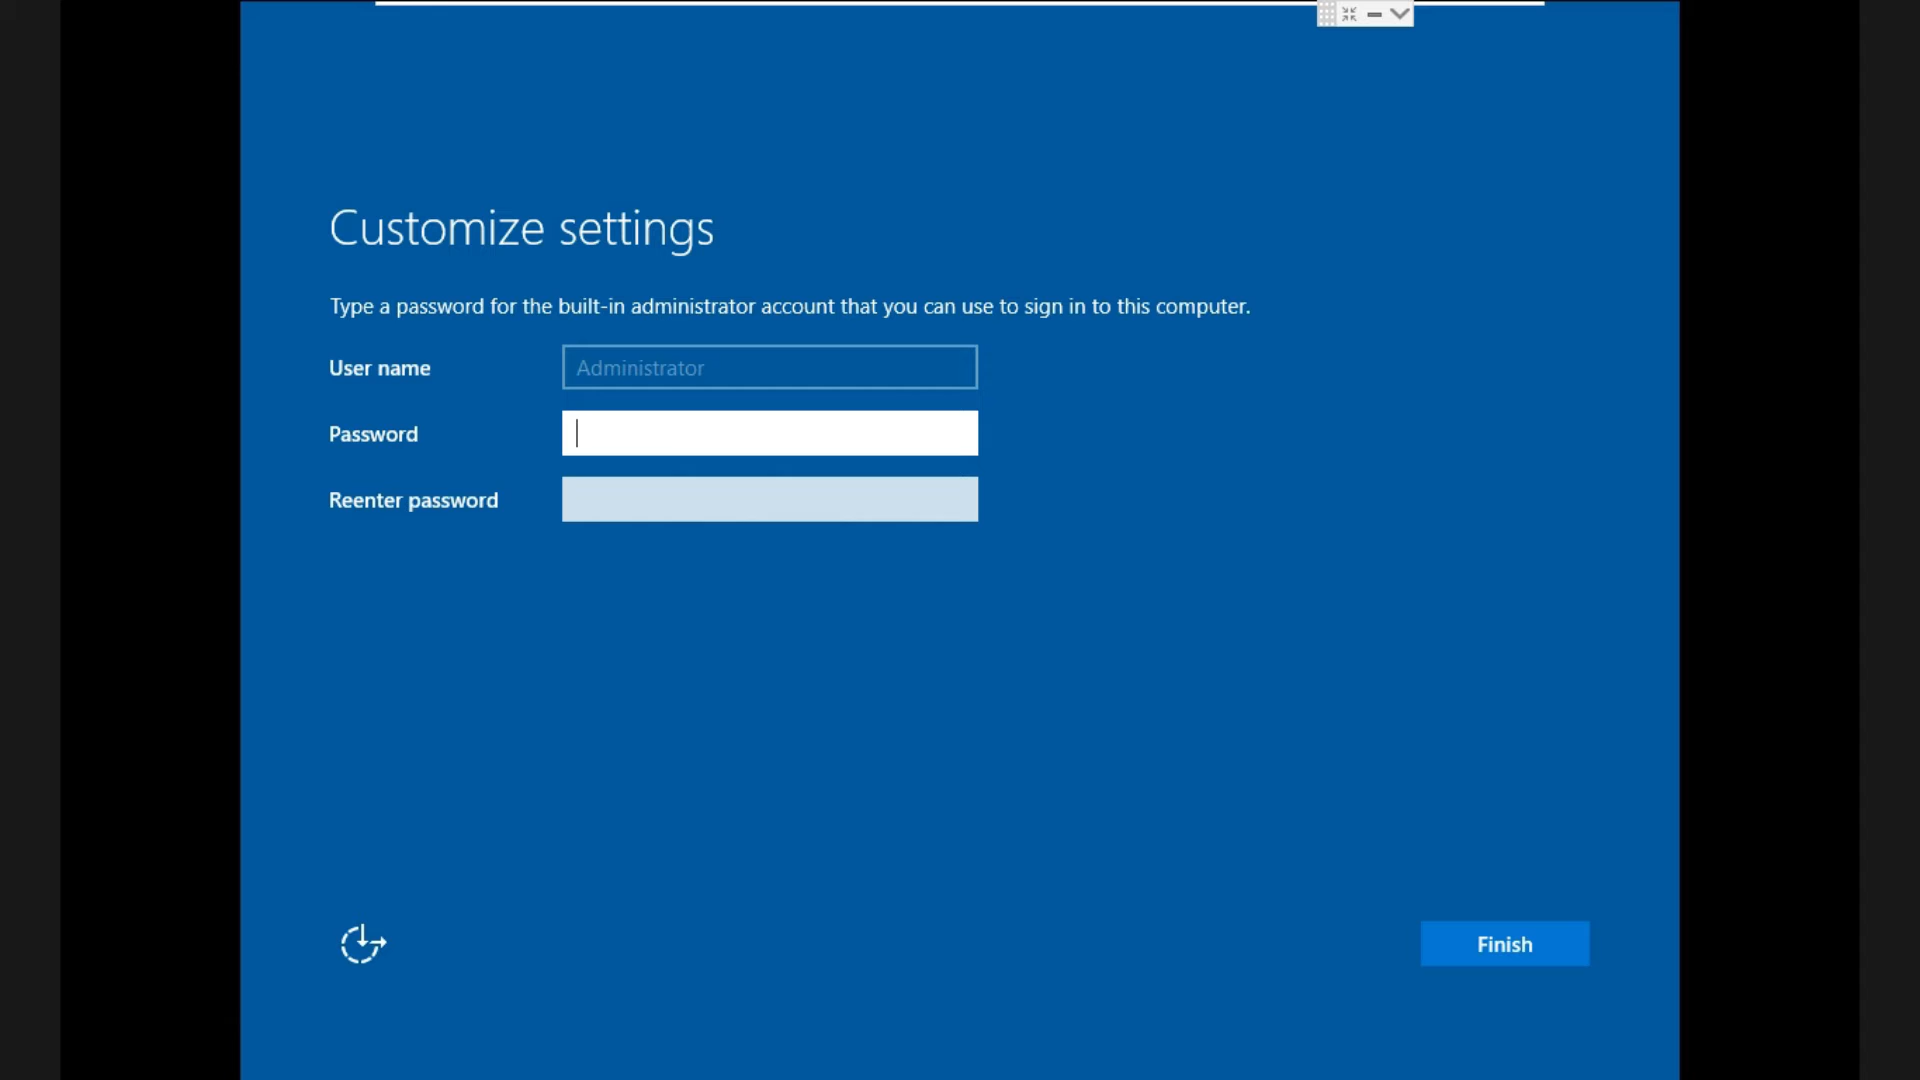 Customize settings
Type a password for the built-in administrator account that you can use to sign in to this computer.
User name
Administrator
Password
Reenter password
Finish